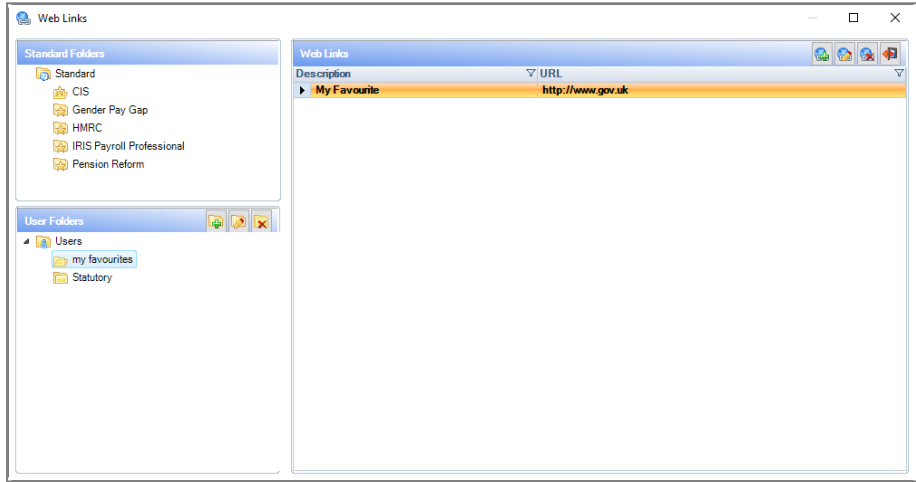 Web Links
Standard Folders
Standard
CIS
Gender Pay Gap
HMRC
IRIS Payroll Professional
Pension Reform
User Folders
Users
my favourites
Statutory
Web Links
Description URL
My Favourite http://www.gov.uk